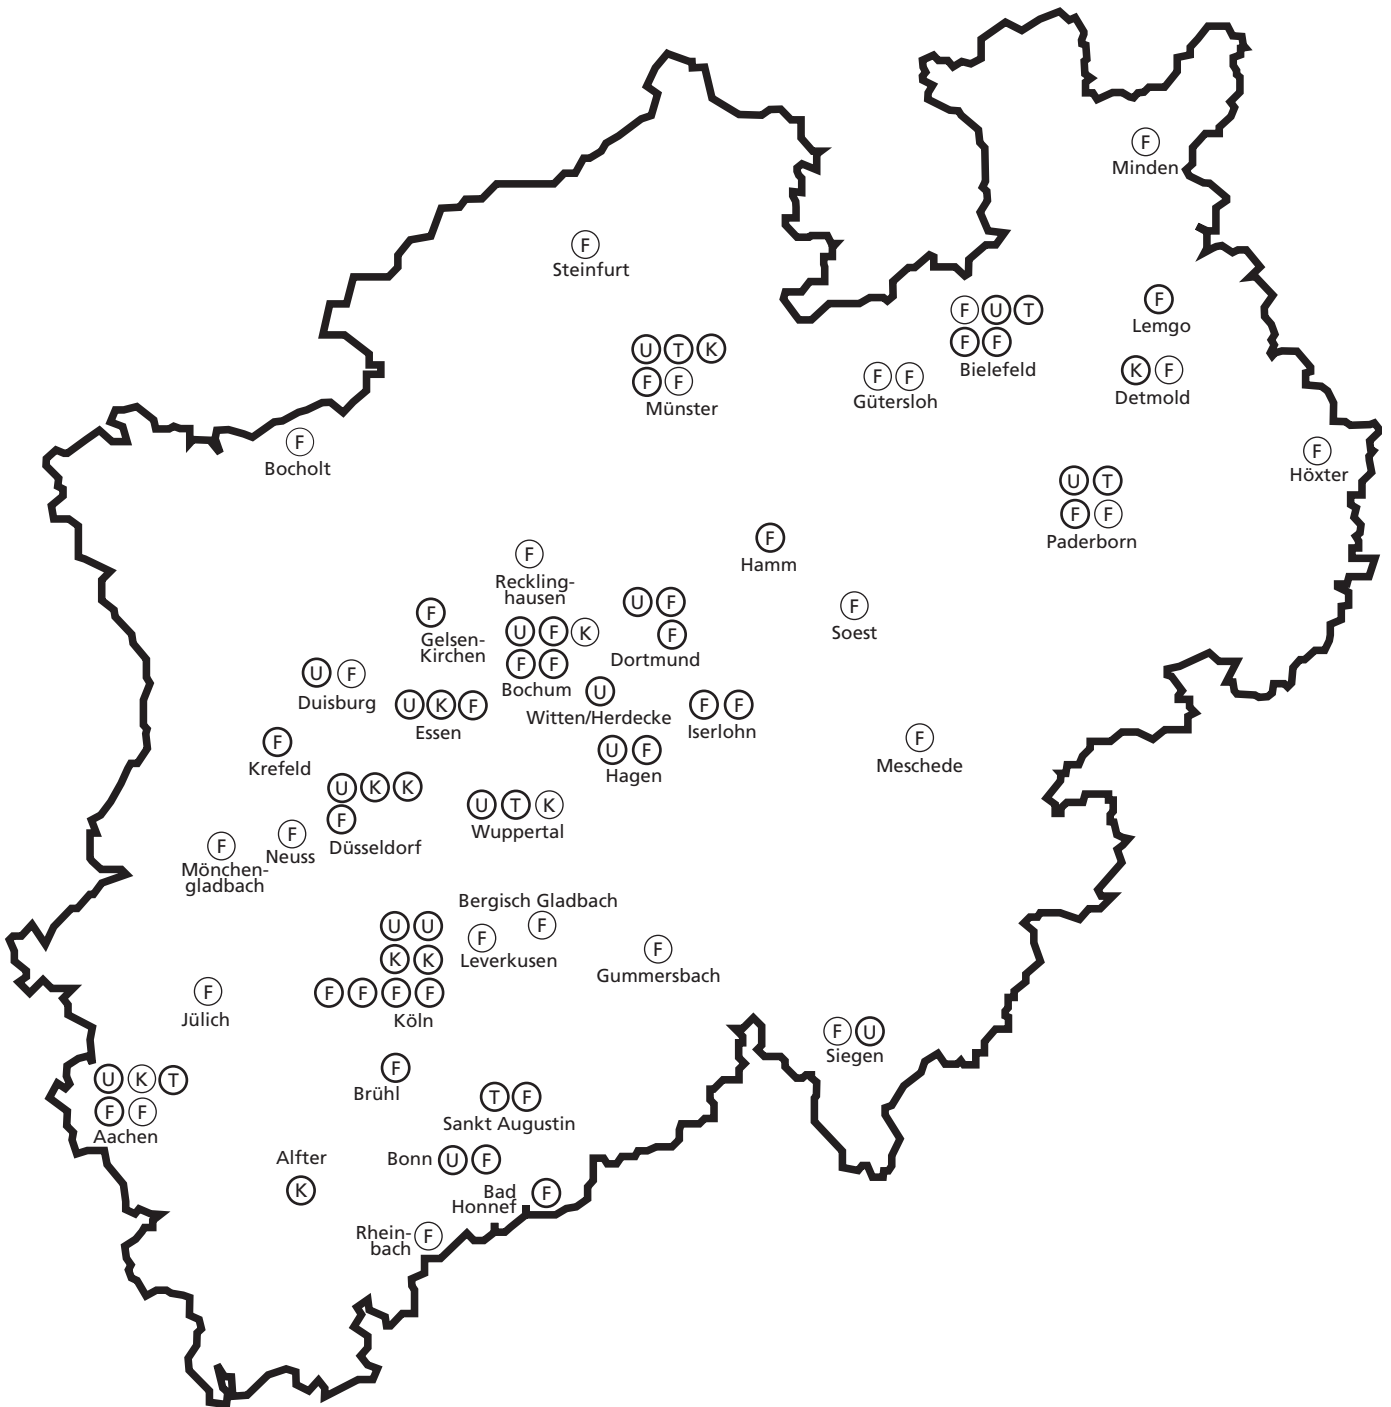 F
Minden
F
Steinfurt
F
Lemgo
F U T
F F
Bielefeld
U T K
F F
Münster
F F
Gütersloh
K F
Detmold
F
Bocholt
F
Höxter
U T
F F
Paderborn
F
Hamm
F
Reckling-
hausen
F
Gelsen-
Kirchen
U F K
F F
Bochum
U F
F
Dortmund
F
Soest
U F
Duisburg
U K F
Essen
U
Witten/Herdecke
F F
Iserlohn
F
Krefeld
U F
Hagen
F
Meschede
U K K
F
Düsseldorf
U T K
Wuppertal
F
Neuss
F
Mönchen-
gladbach
Bergisch Gladbach
F
F
Leverkusen
U U
K K
F F F F
Köln
F
Gummersbach
F
Jülich
F U
Siegen
U K T
F F
Aachen
F
Brühl
T F
Sankt Augustin
Alfter
K
Bonn U F
Bad
Honnef
F
Rhein-
bach
F